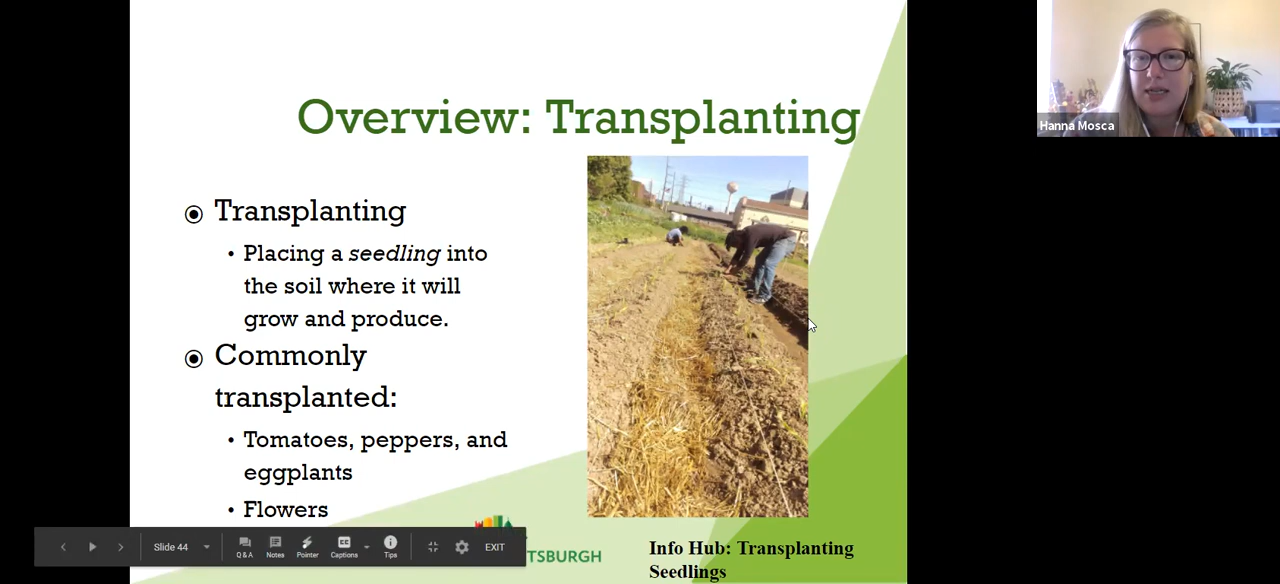 Overview: Transplanting
Transplanting
Placing a seedling into
the soil where it will
grow and produce.
Commonly
transplanted:
Tomatoes, peppers, and
eggplants
Flowers
Info Hub: Transplanting
Seedlings
TSBURGH
Slide 44
Q & A
Notes
Pointer
Captions
Tips
EXIT
Hanna Mosca